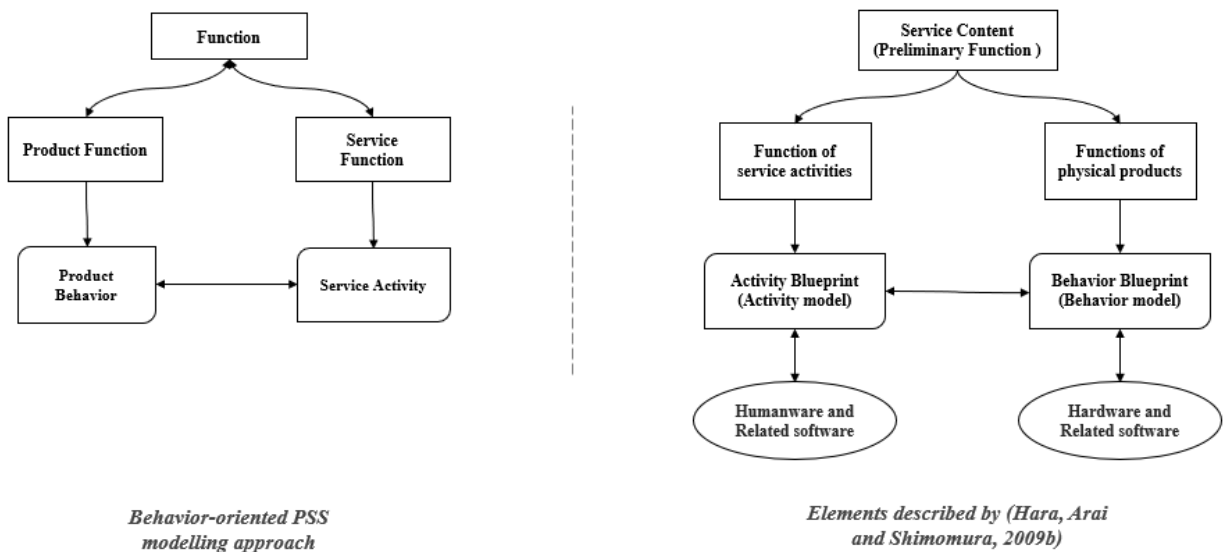 Function
Product Function
Service
Function
Product
Behavior
Service Activity
Behavior-oriented PSS
modelling approach
Service Content
(Preliminary Function )
Function of
service activities
Functions of
physical products
Activity Blueprint
(Activity model)
Behavior Blueprint
(Behavior model)
Humanware and
Related software
Hardware and
Related software
Elements described by (Hara, Arai
and Shimomura, 2009b)